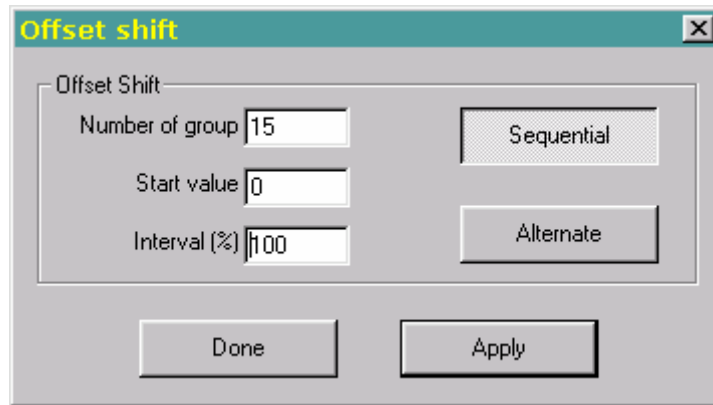 Offset shift
Offset Shift
Number of group 15
Sequential
Start value 0
Interval (%) 100
Alternate
Done
Apply